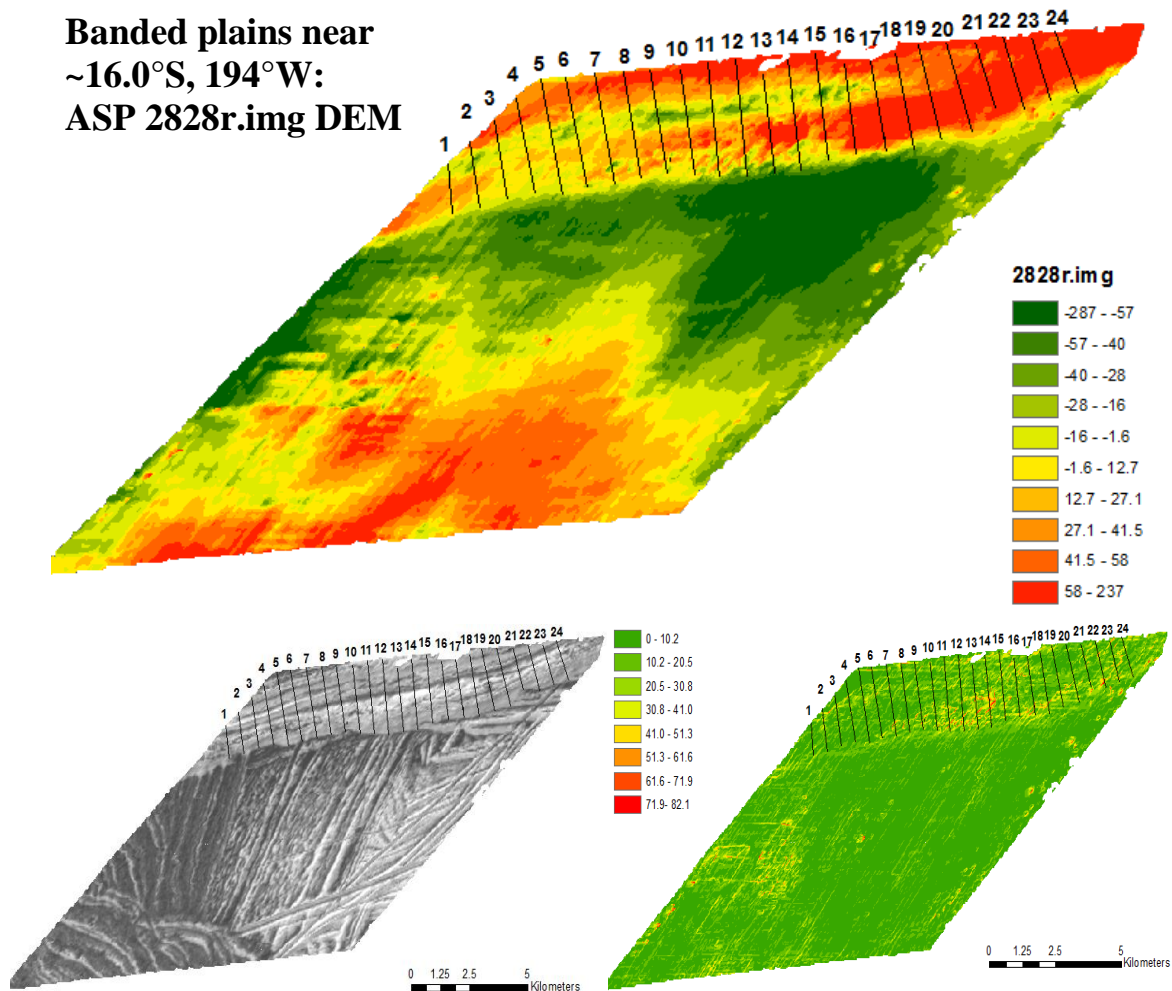 Banded plains near
~16.0°S, 194°W:
ASP 2828r.img DEM
1 2 3 4 5 6 7 8 9 10 11 12 13 14 15 16 17 18 19 20 21 22 23 24
2828r.img
-287 - -57
-57 - -40
-40 - -28
-28 - -16
-16 - -1.6
-1.6 - 12.7
12.7 - 27.1
27.1 - 41.5
41.5 - 58
58 - 237
1 2 3 4 5 6 7 8 9 10 11 12 13 14 15 16 17 18 19 20 21 22 23 24
0 1.25 2.5 5
Kilometers
0 - 10.2
10.2 - 20.5
20.5 - 30.8
30.8 - 41.0
41.0 - 51.3
51.3 - 61.6
61.6 - 71.9
71.9- 82.1
1 2 3 4 5 6 7 8 9 10 11 12 13 14 15 16 17 18 19 20 21 22 23 24
0 1.25 2.5 5
Kilometers